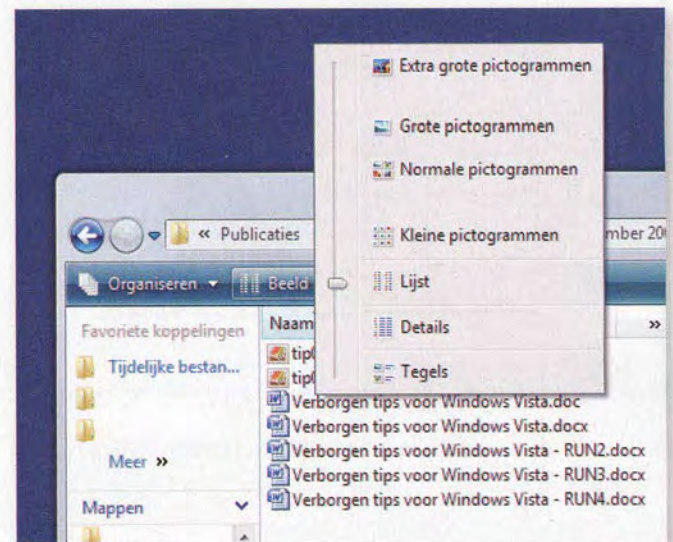 Extra grote pictogrammen
Grote pictogrammen
Normale pictogrammen
Kleine pictogrammen
Lijst
Details
Tegels
« Publicaties
mber 20
Organiseren
Beeld
Favoriete koppelingen
Tijdelijke bestan...
Meer »
Mappen
Naam
»
tip
tip
Verborgen tips voor Windows Vista.doc
Verborgen tips voor Windows Vista.docx
Verborgen tips voor Windows Vista - RUN2.docx
Verborgen tips voor Windows Vista - RUN3.docx
Verborgen tips voor Windows Vista - RUN4.docx